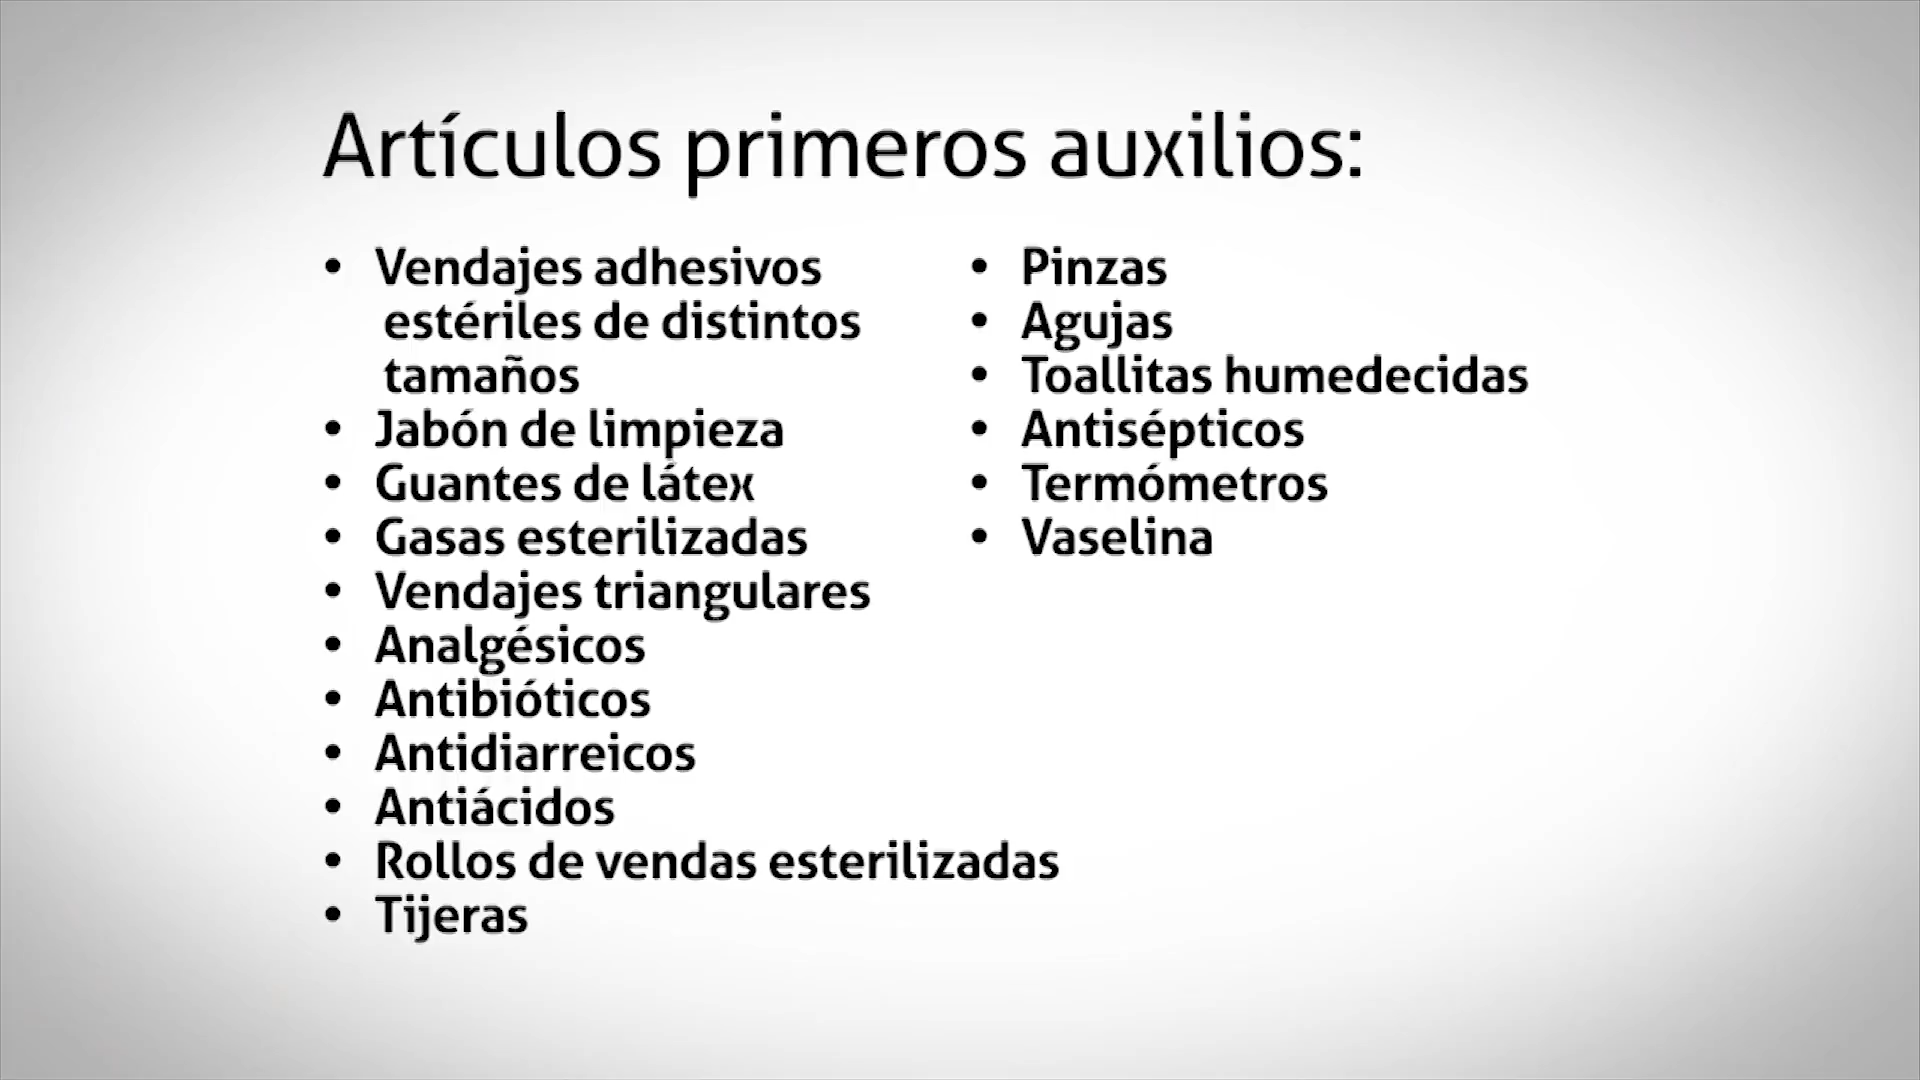 Artículos primeros auxilios:
• Vendajes adhesivos
estériles de distintos
tamaños
• Jabón de limpieza
• Guantes de látex
• Gasas esterilizadas
• Vendajes triangulares
• Analgésicos
• Antibióticos
• Antidiarreicos
• Antiácidos
• Rollos de vendas esterilizadas
• Tijeras
• Pinzas
• Agujas
• Toallitas humedecidas
• Antisépticos
• Termómetros
• Vaselina